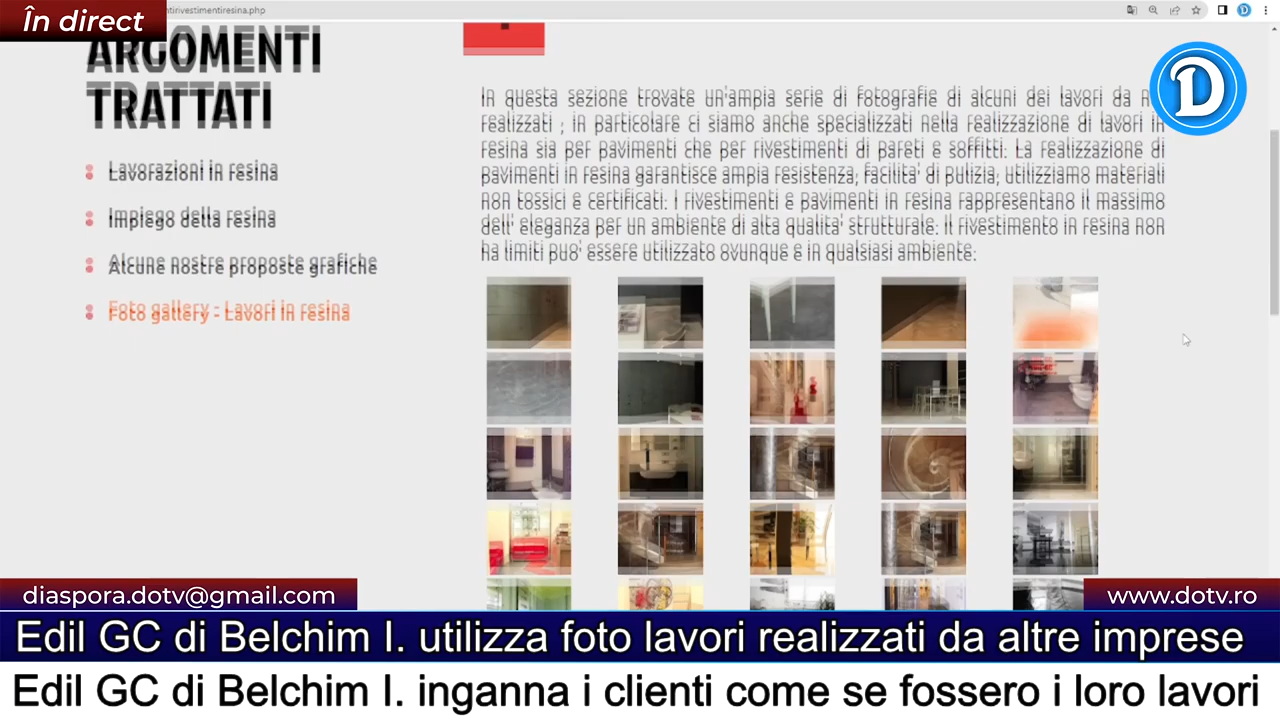 În direct
ntirivestimentiresina.php
ARGOMENTI
TRATTATI
Lavorazioni in resina
Impiego della resina
Alcune nostre proposte grafiche
Foto gallery - Lavori in resina
In questa sezione trovate un'ampia serie di fotografie di alcuni dei lavori da
realizzati ; in particolare ci siamo anche specializzati nella realizzazione di lavori in
resina sia per pavimenti che per rivestimenti di pareti e soffitti. La realizzazione di
pavimenti in resina garantisce ampia resistenza, facilita' di pulizia, utilizziamo materiali
non tossici e certificati. I rivestimenti e pavimenti in resina rappresentano il massimo
dell' eleganza per un ambiente di alta qualita' strutturale. Il rivestimento in resina non
ha limiti puo' essere utilizzato ovunque e in qualsiasi ambiente.
D
diaspora.dotv@gmail.com
www.dotv.ro
Edil GC di Belchim I. utilizza foto lavori realizzati da altre imprese
Edil GC di Belchim I. inganna i clienti come se fossero i loro lavori